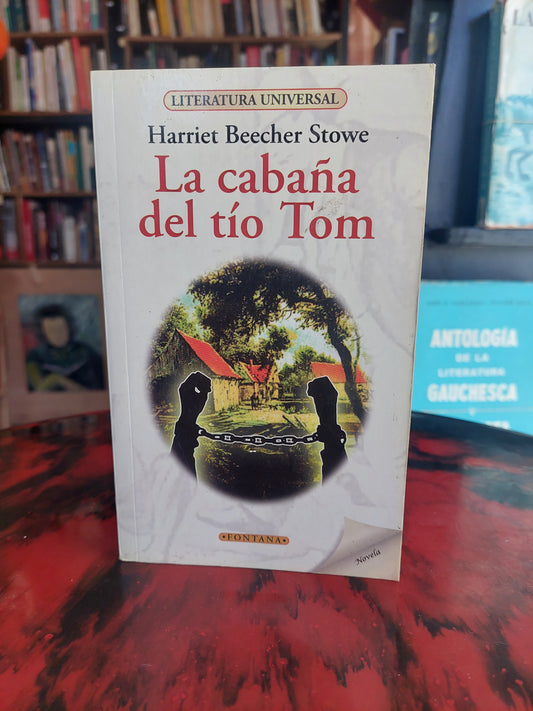 LITERATURA UNIVERSAL
Harriet Beecher Stowe
La cabaña
del tío Tom
•FONTANA•
Novela
ANTOLOGÍA
DE LA
LITERATURA
GAUCHESCA